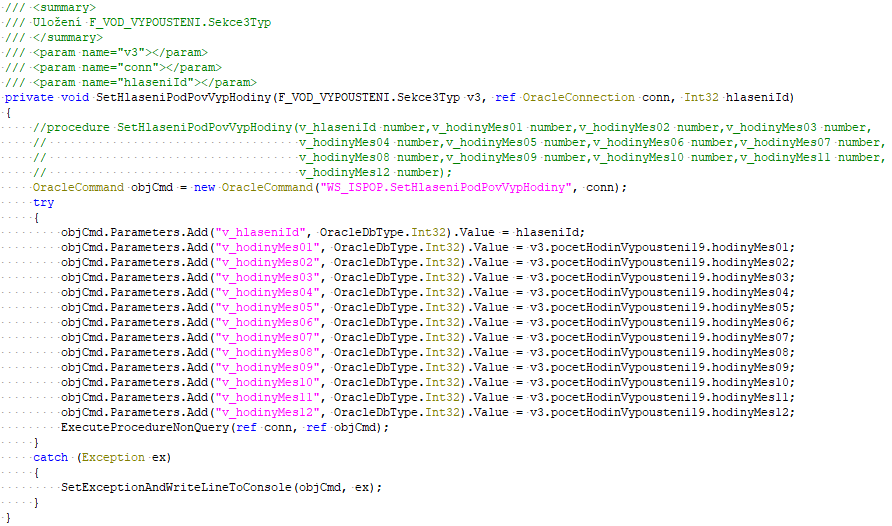 /// <summary>
/// Uložení F_VOD_VYPOUSTENI.Sekce3Typ
/// </summary>
/// <param name="v3"></param>
/// <param name="conn"></param>
/// <param name="hlaseniId"></param>
private void SetHlaseniPodPovVypHodiny(F_VOD_VYPOUSTENI.Sekce3Typ v3, ref OracleConnection conn, Int32 hlaseniId)
{
//procedure SetHlaseniPodPovVypHodiny(v_hlaseniId number,v_hodinyMes01 number,v_hodinyMes02 number,v_hodinyMes03 number,
// v_hodinyMes04 number,v_hodinyMes05 number,v_hodinyMes06 number,v_hodinyMes07 number,
// v_hodinyMes08 number,v_hodinyMes09 number,v_hodinyMes10 number,v_hodinyMes11 number,
// v_hodinyMes12 number);
OracleCommand objCmd = new OracleCommand("WS_ISPOP.SetHlaseniPodPovVypHodiny", conn);
try
{
objCmd.Parameters.Add("v_hlaseniId", OracleDbType.Int32).Value = hlaseniId;
objCmd.Parameters.Add("v_hodinyMes01", OracleDbType.Int32).Value = v3.pocetHodinVypousteni19.hodinyMes01;
objCmd.Parameters.Add("v_hodinyMes02", OracleDbType.Int32).Value = v3.pocetHodinVypousteni19.hodinyMes02;
objCmd.Parameters.Add("v_hodinyMes03", OracleDbType.Int32).Value = v3.pocetHodinVypousteni19.hodinyMes03;
objCmd.Parameters.Add("v_hodinyMes04", OracleDbType.Int32).Value = v3.pocetHodinVypousteni19.hodinyMes04;
objCmd.Parameters.Add("v_hodinyMes05", OracleDbType.Int32).Value = v3.pocetHodinVypousteni19.hodinyMes05;
objCmd.Parameters.Add("v_hodinyMes06", OracleDbType.Int32).Value = v3.pocetHodinVypousteni19.hodinyMes06;
objCmd.Parameters.Add("v_hodinyMes07", OracleDbType.Int32).Value = v3.pocetHodinVypousteni19.hodinyMes07;
objCmd.Parameters.Add("v_hodinyMes08", OracleDbType.Int32).Value = v3.pocetHodinVypousteni19.hodinyMes08;
objCmd.Parameters.Add("v_hodinyMes09", OracleDbType.Int32).Value = v3.pocetHodinVypousteni19.hodinyMes09;
objCmd.Parameters.Add("v_hodinyMes10", OracleDbType.Int32).Value = v3.pocetHodinVypousteni19.hodinyMes10;
objCmd.Parameters.Add("v_hodinyMes11", OracleDbType.Int32).Value = v3.pocetHodinVypousteni19.hodinyMes11;
objCmd.Parameters.Add("v_hodinyMes12", OracleDbType.Int32).Value = v3.pocetHodinVypousteni19.hodinyMes12;
ExecuteProcedureNonQuery(ref conn, ref objCmd);
}
catch (Exception ex)
{
SetExceptionAndWriteLineToConsole(objCmd, ex);
}
}